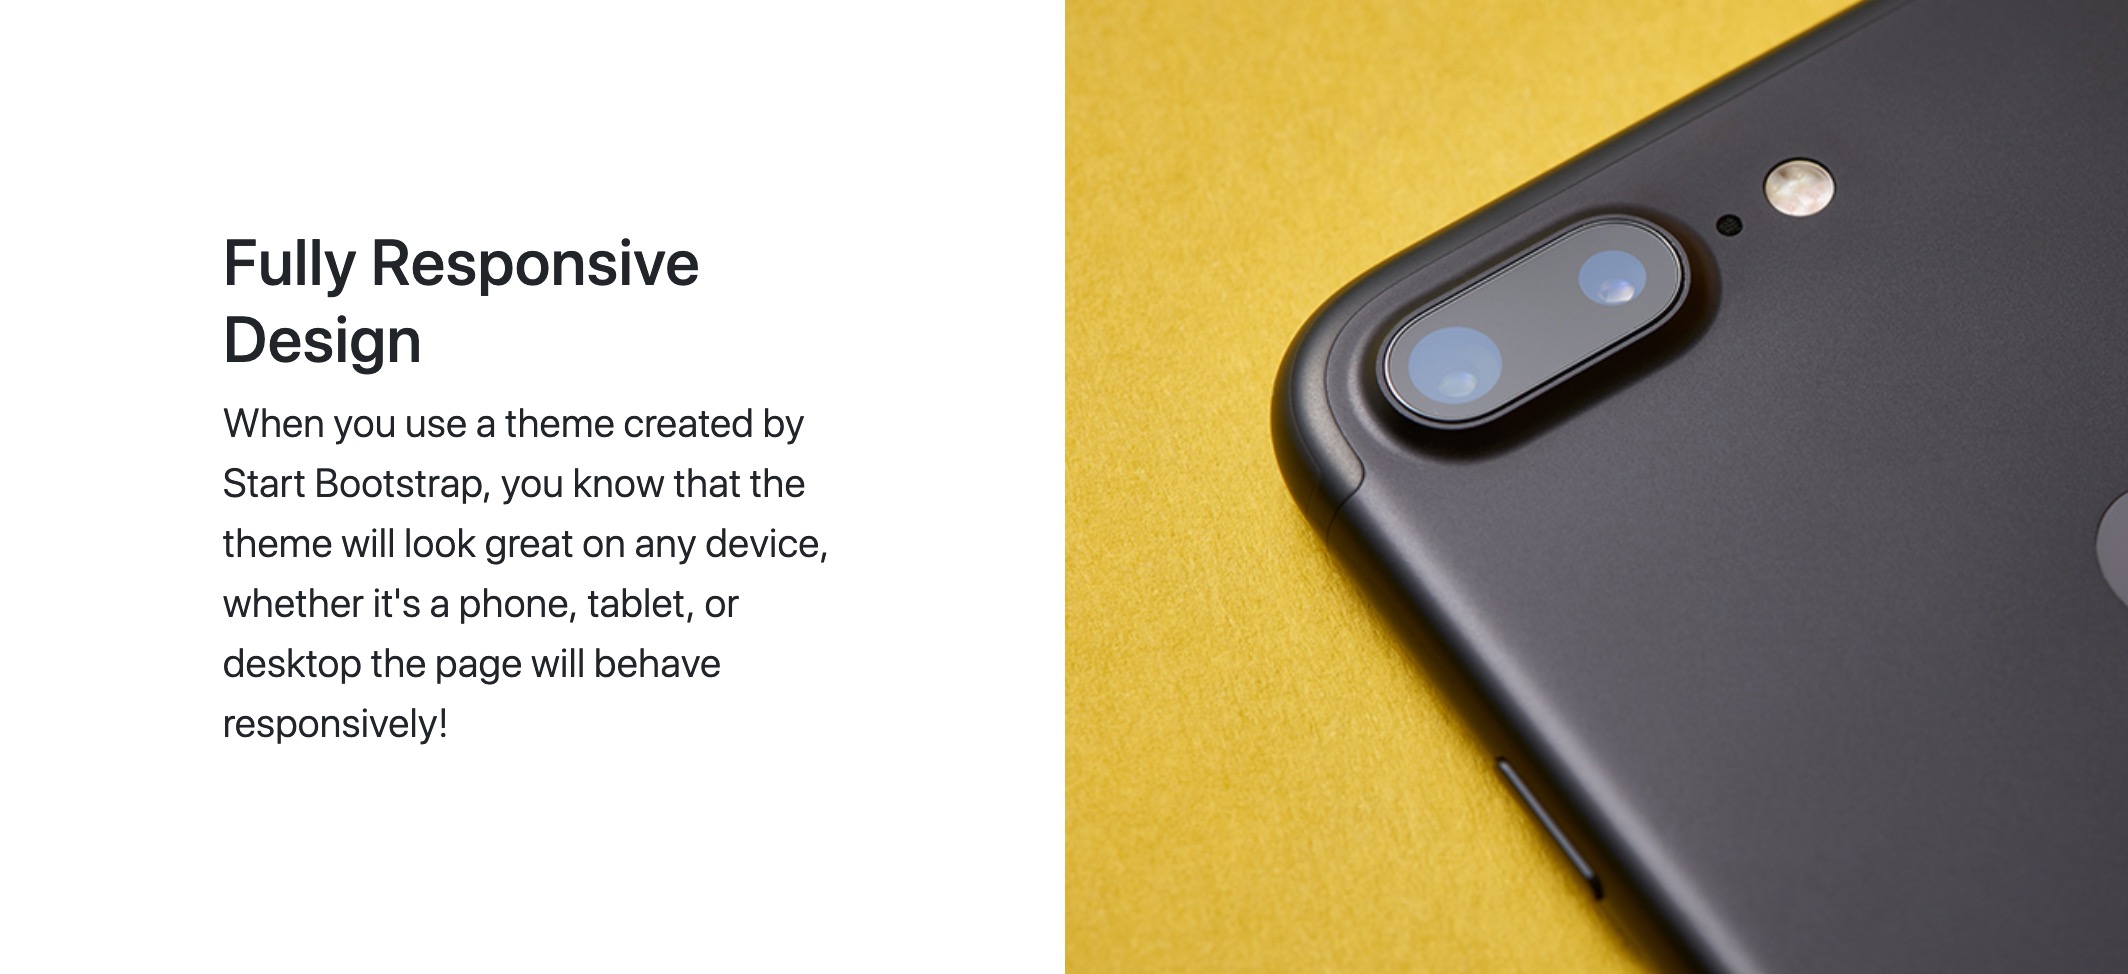 Fully Responsive
Design
When you use a theme created by
Start Bootstrap, you know that the
theme will look great on any device,
whether it's a phone, tablet, or
desktop the page will behave
responsively!